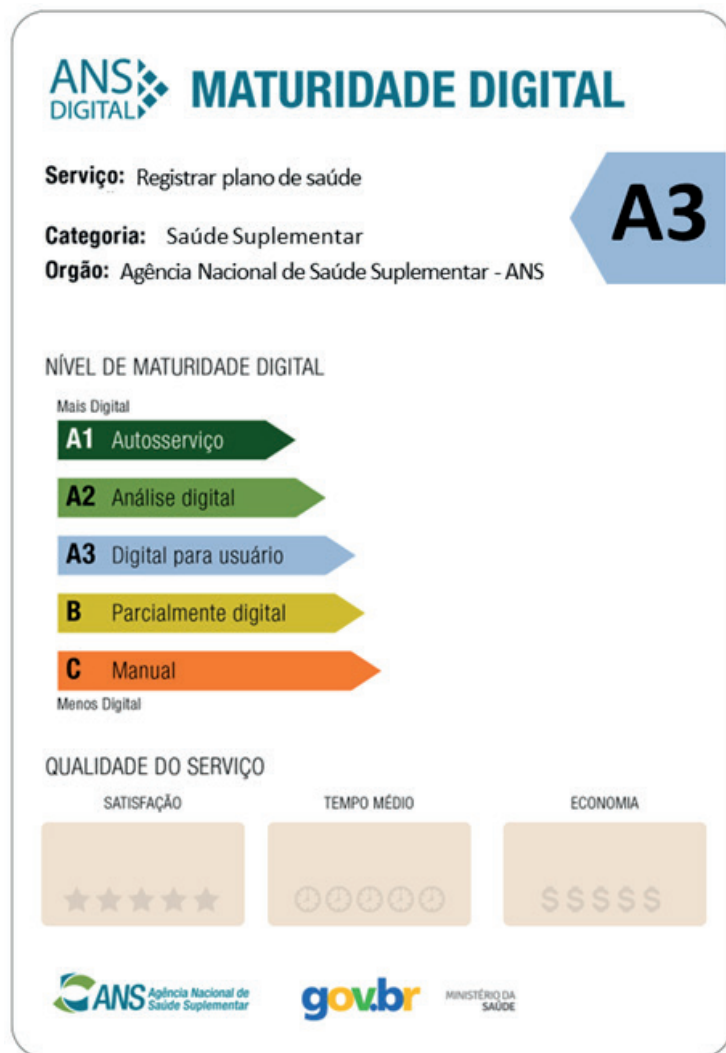 ANS
DIGITAL
MATURIDADE DIGITAL
Serviço: Registrar plano de saúde
A3
Categoria: Saúde Suplementar
Orgão: Agência Nacional de Saúde Suplementar - ANS
NÍVEL DE MATURIDADE DIGITAL
Mais Digital
A1 Autosserviço
A2 Análise digital
A3 Digital para usuário
B Parcialmente digital
C Manual
Menos Digital
QUALIDADE DO SERVIÇO
SATISFAÇÃO TEMPO MÉDIO ECONOMIA
$ $ $ $ $
ANS Agência Nacional de
Saúde Suplementar
gov.br
MINISTÉRIO DA
SAÚDE